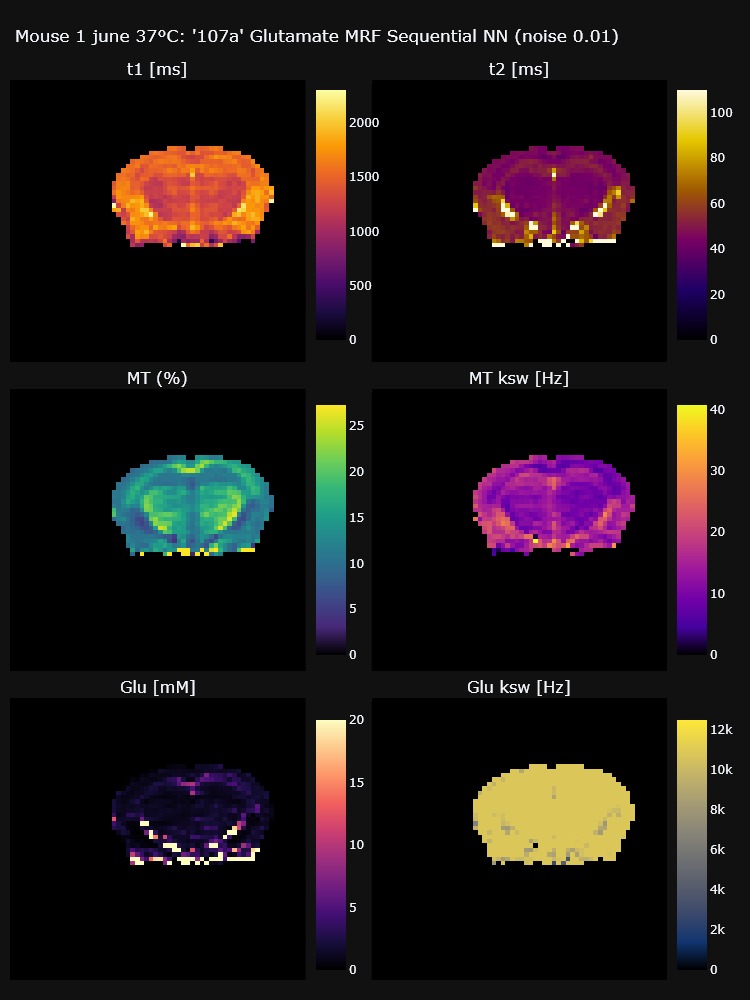 Mouse 1 june 37ºC: '107a' Glutamate MRF Sequential NN (noise 0.01)
t1 [ms]
t2 [ms]
2000
1500
1000
500
0
100
80
60
40
20
0
MT (%)
MT ksw [Hz]
25
20
15
10
5
0
40
30
20
10
0
Glu [mM]
Glu ksw [Hz]
20
15
10
5
0
12k
10k
8k
6k
4k
2k
0